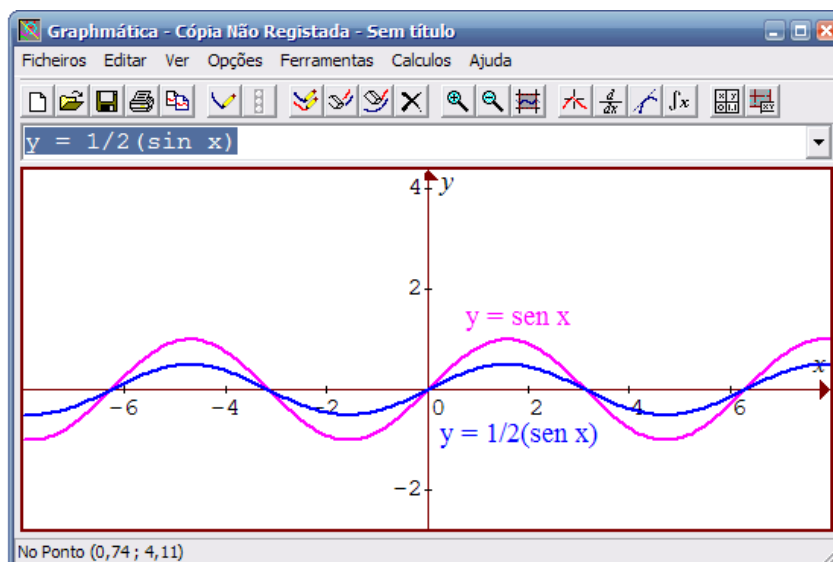 Graphmática - Cópia Não Registada - Sem título
Ficheiros Editar Ver Opções Ferramentas Calculos Ajuda
y = 1/2(sin x)
4 y
2
y = sen x
x
-6 -4 -2 0 2 4 6
y = 1/2(sen x)
-2
No Ponto (0,74 ; 4,11)